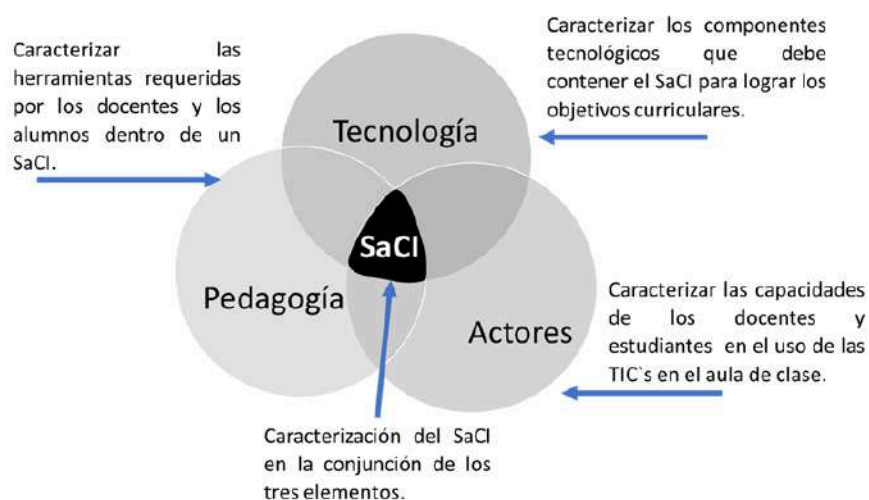 Caracterizar las
herramientas requeridas
por los docentes y los
alumnos dentro de un
SaCI.
Caracterizar los componentes
tecnológicos que debe
contener el SaCI para lograr los
objetivos curriculares.
Tecnología
SaCI
Pedagogía
Actores
Caracterizar las capacidades
de los docentes y
estudiantes en el uso de las
TIC`s en el aula de clase.
Caracterización del SaCI
en la conjunción de los
tres elementos.